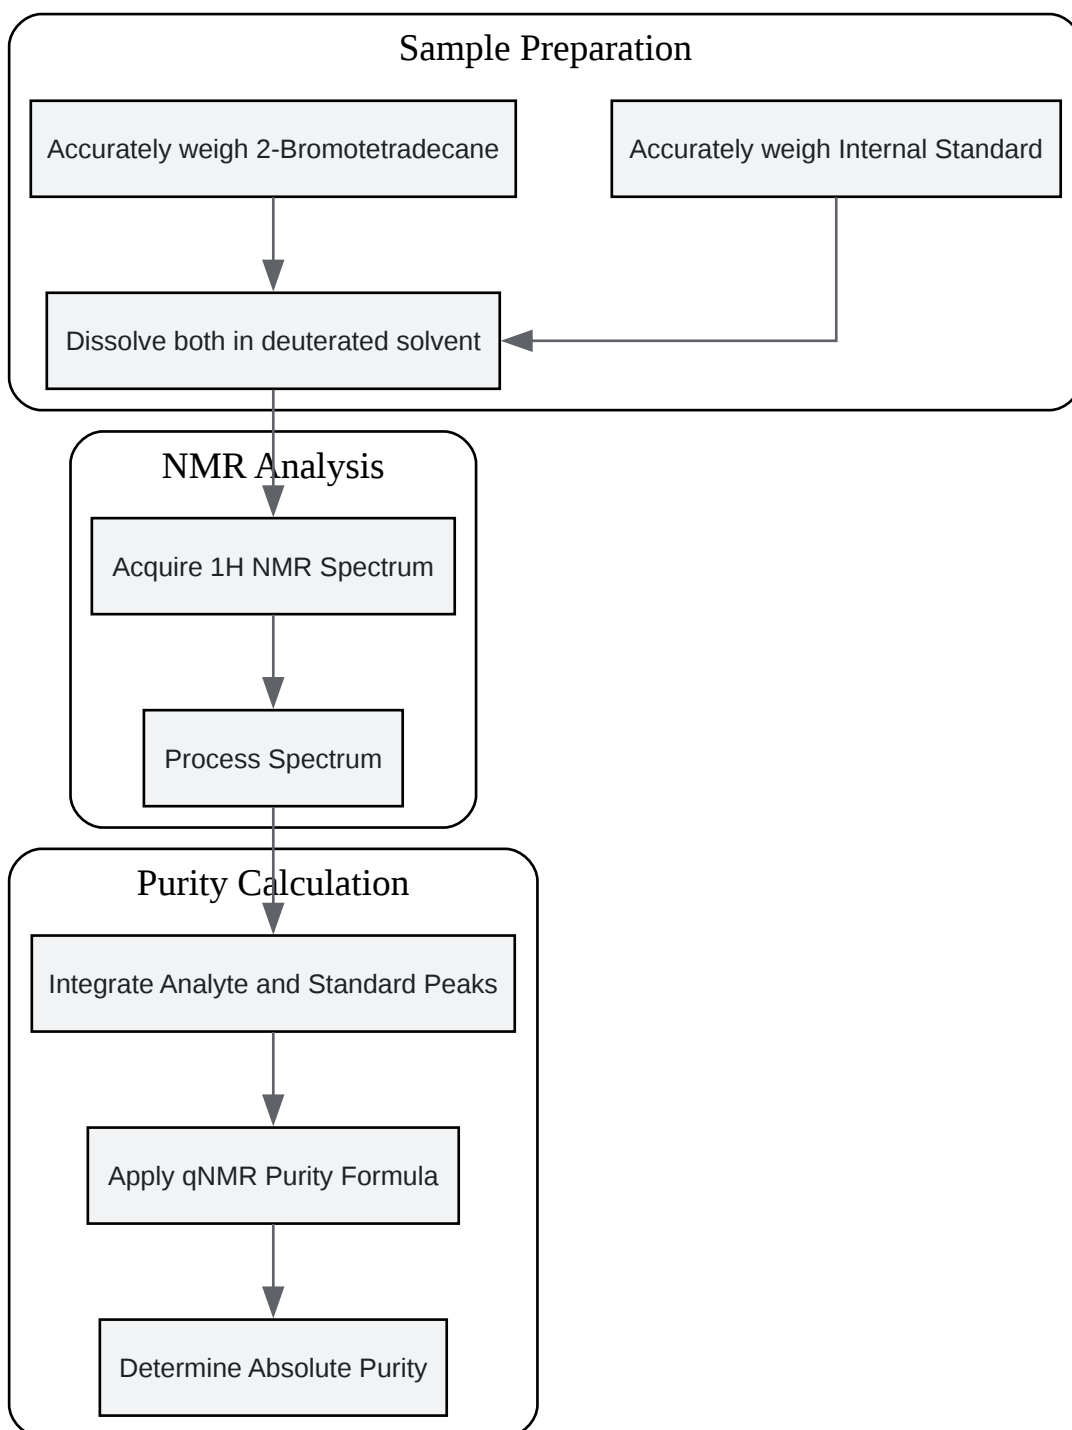 Sample Preparation
Accurately weigh 2-Bromotetradecane
Accurately weigh Internal Standard
Dissolve both in deuterated solvent
NMR Analysis
Acquire 1H NMR Spectrum
Process Spectrum
Purity Calculation
Integrate Analyte and Standard Peaks
Apply qNMR Purity Formula
Determine Absolute Purity